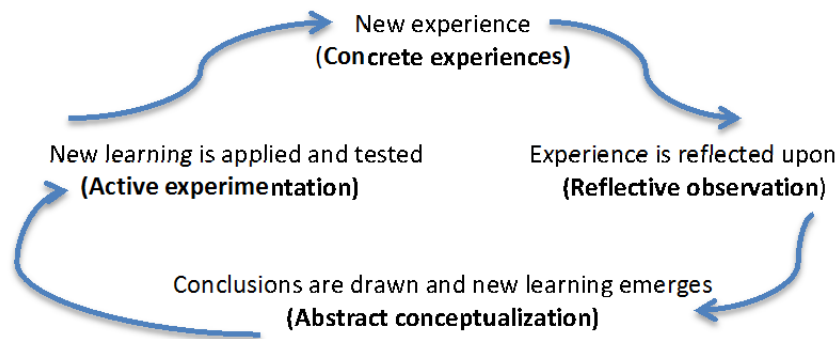 New experience
(Concrete experiences)
New learning is applied and tested
(Active experimentation)
Experience is reflected upon
(Reflective observation)
Conclusions are drawn and new learning emerges
(Abstract conceptualization)